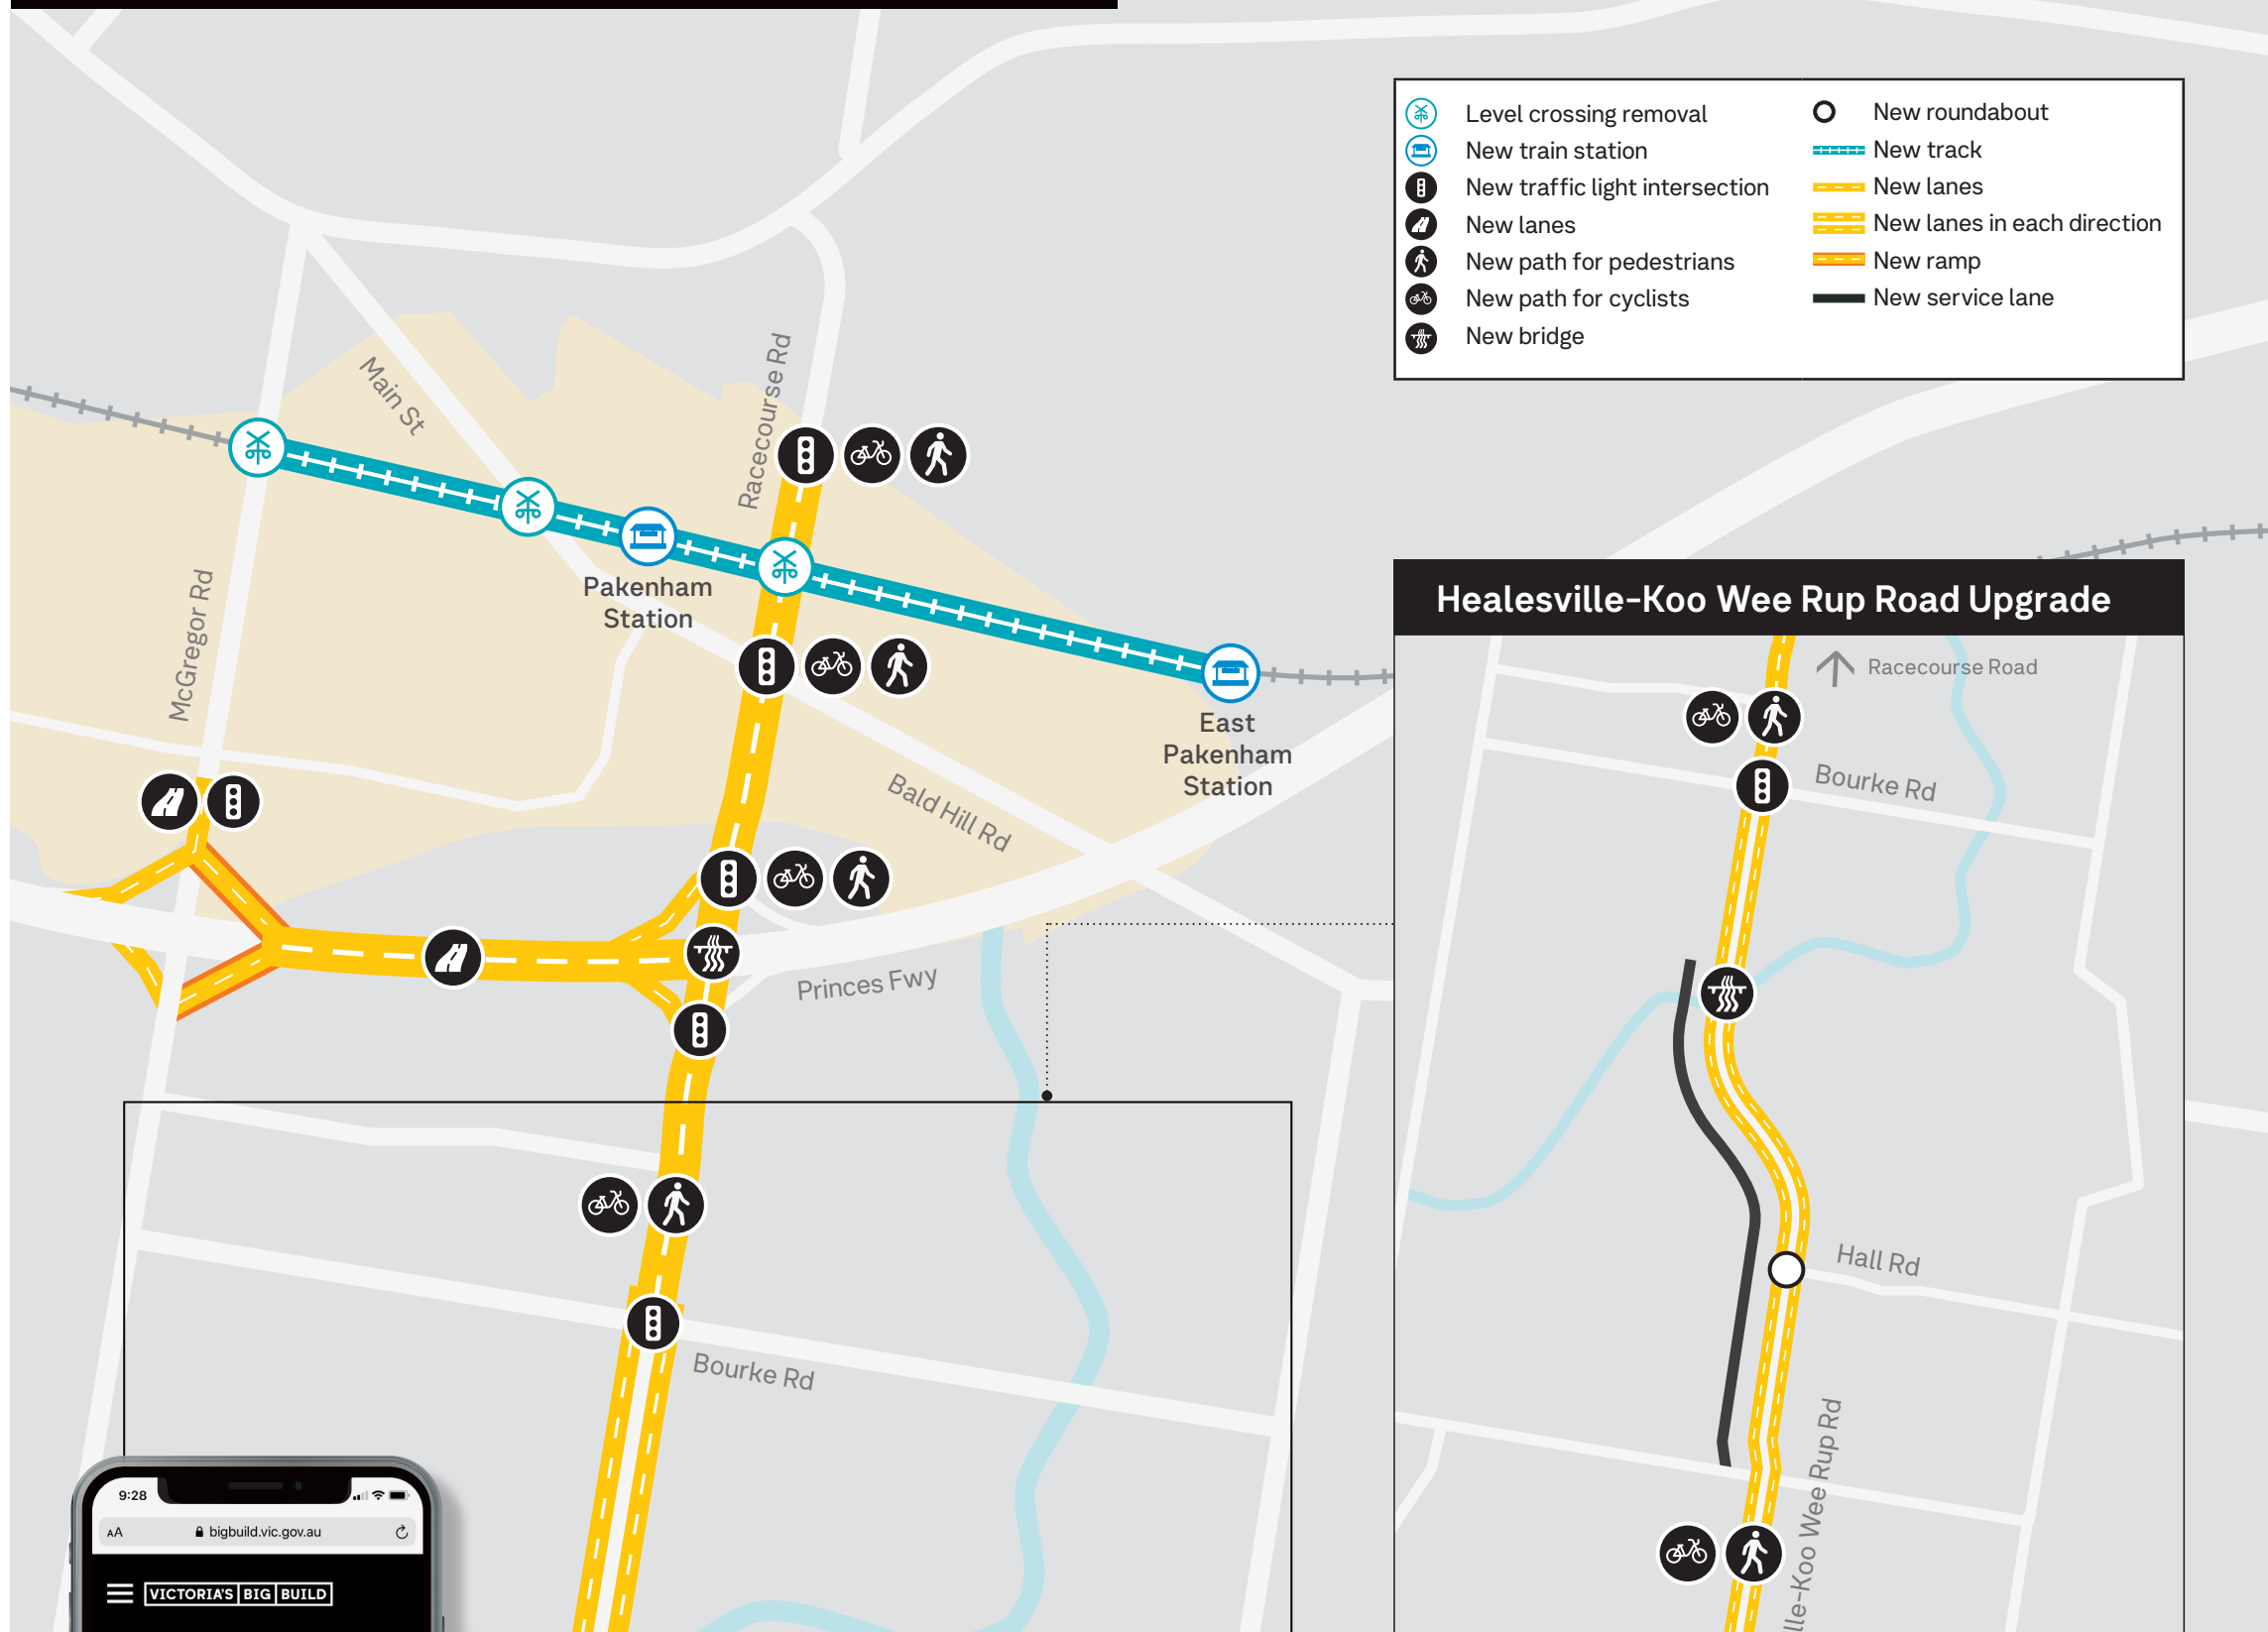 Level crossing removal
New train station
New traffic light intersection
New lanes
New path for pedestrians
New path for cyclists
New bridge
New roundabout
New track
New lanes
New lanes in each direction
New ramp
New service lane
Main St
Racecourse Rd
McGregor Rd
Pakenham
Station
East
Pakenham
Station
Bald Hill Rd
Princes Fwy
Bourke Rd
Healesville-Koo Wee Rup Road Upgrade
Racecourse Road
Bourke Rd
Hall Rd
lle-Koo Wee Rup Rd
9:28
AA
bigbuild.vic.gov.au
VICTORIA'S BIG BUILD